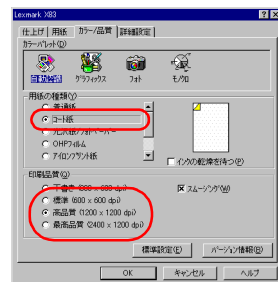 Lexmark X83
仕上げ 用紙 カラー/品質 詳細設定
カラーパレット(O)
自動検出 グラフィックス フォト モノクロ
用紙の種類(Y)
普通紙
コート紙
光沢紙/フォトペーパー
OHPフィルム
アイロンプリント紙
インクの乾燥を待つ(P)
印刷品質(Q)
下書き (600 x 600 dpi)
標準 (600 x 600 dpi)
高品質 (1200 x 1200 dpi)
最高品質 (2400 x 1200 dpi)
スムージング(W)
標準設定(E) バージョン情報(B)
OK キャンセル ヘルプ